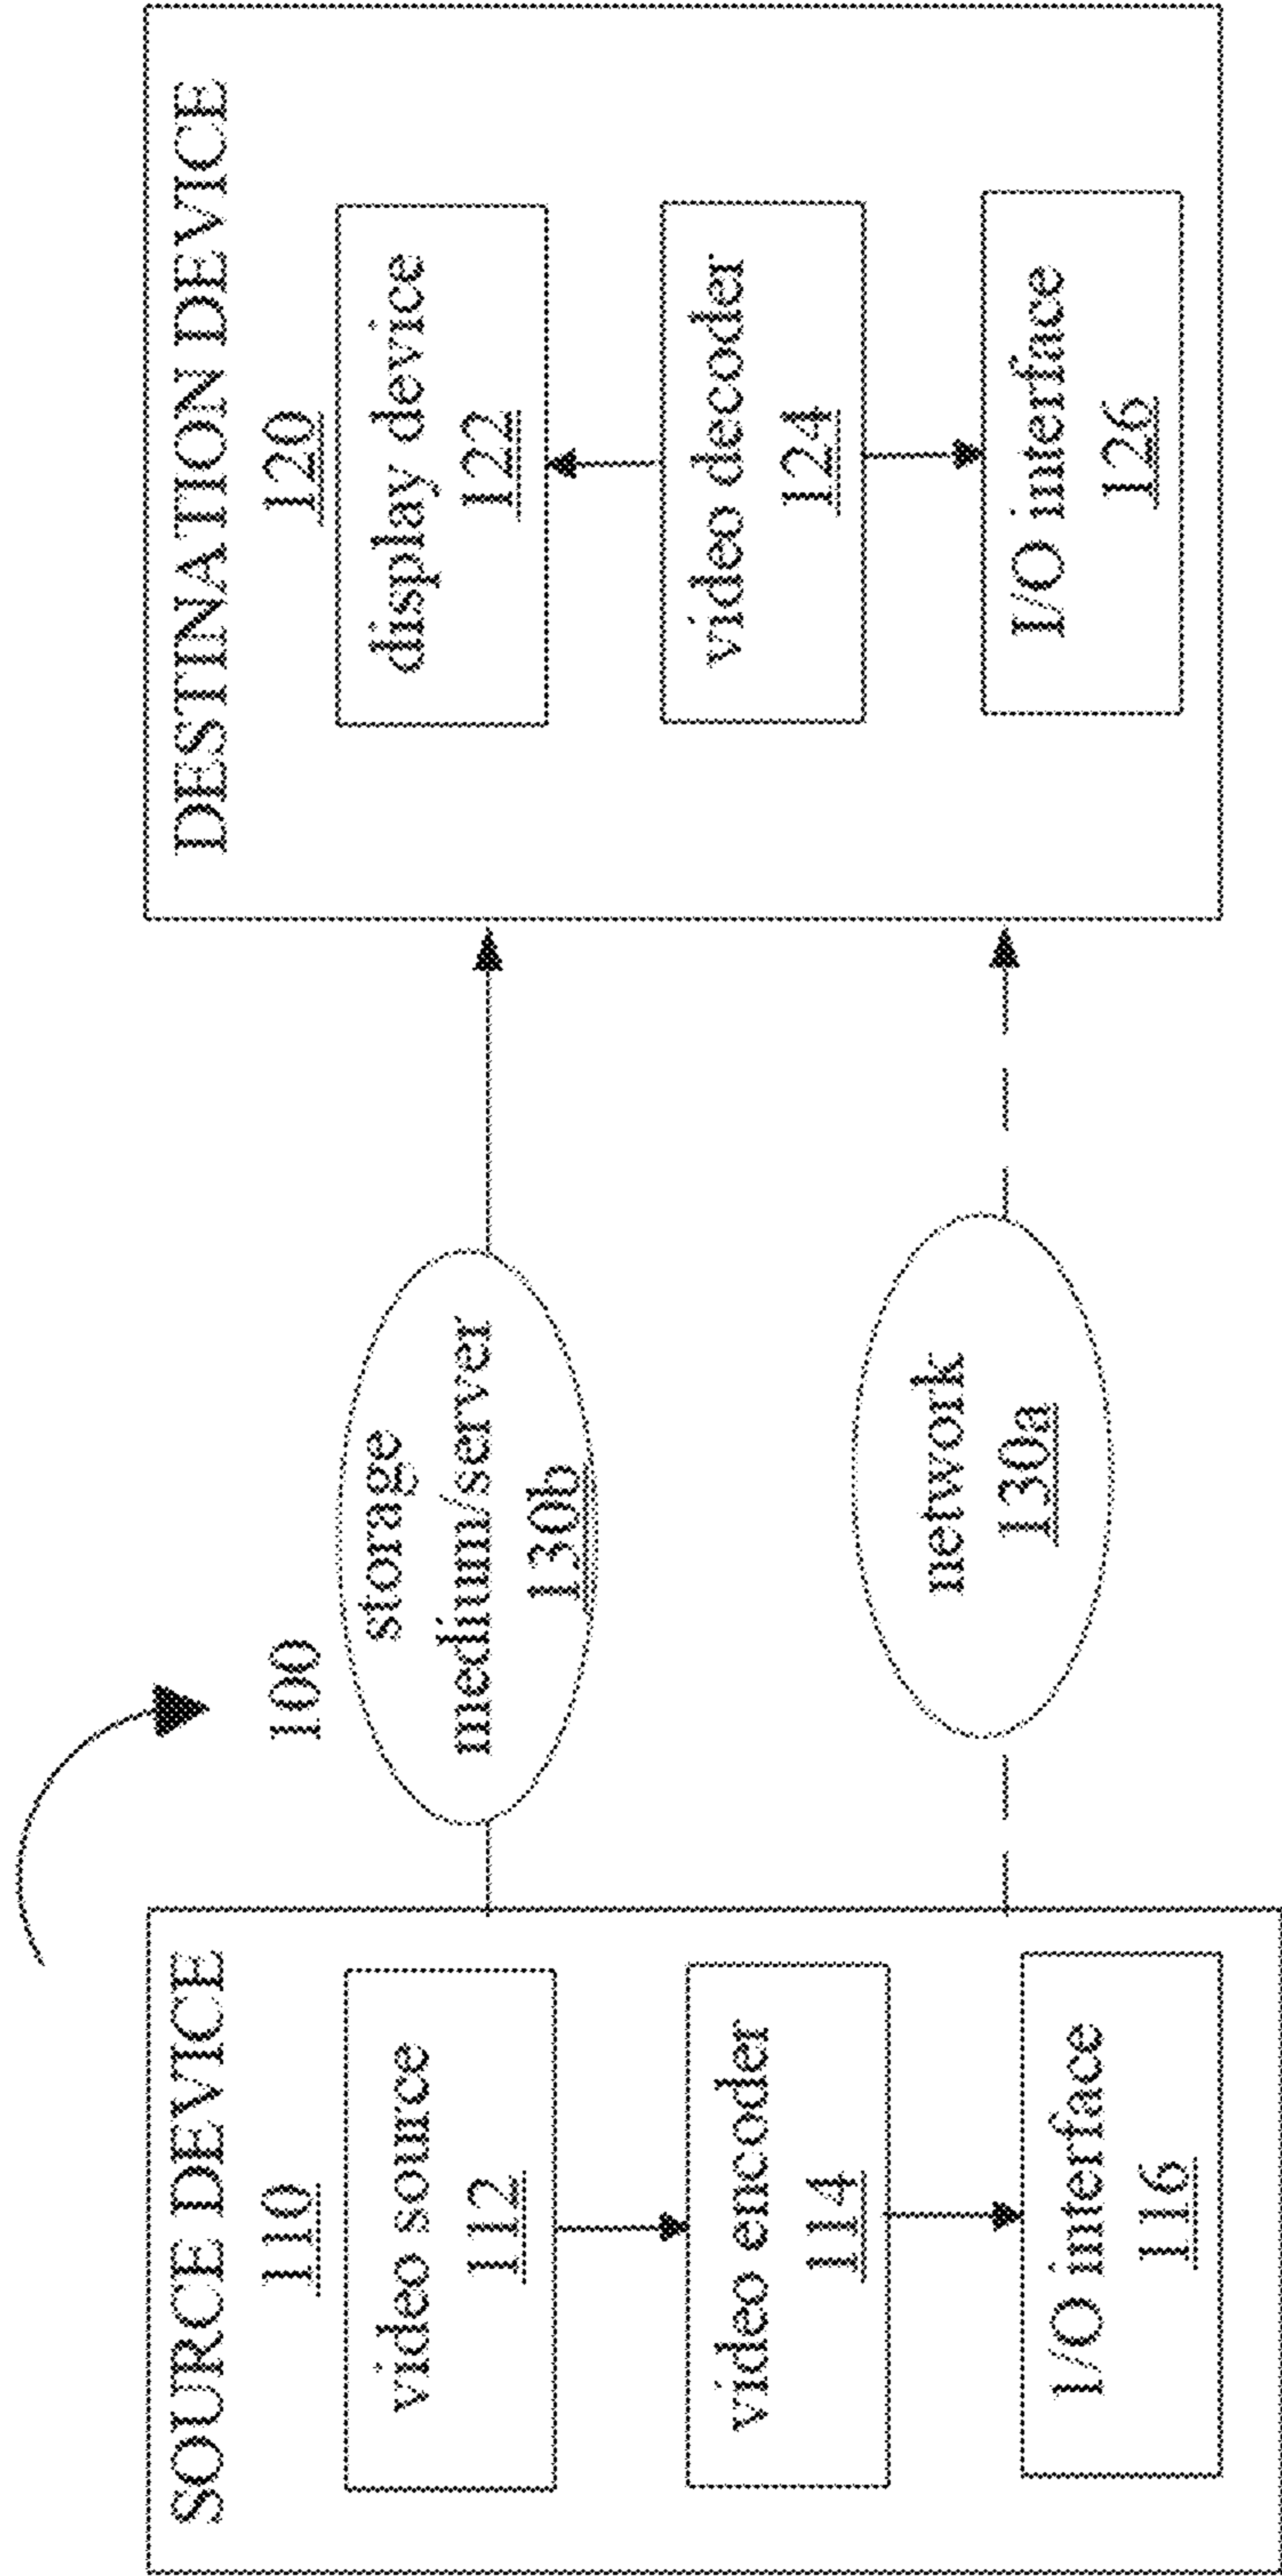 100
SOURCE DEVICE
110
video source
112
video encoder
114
I/O interface
116
storage
medium/server
130b
network
130a
DESTINATION DEVICE
120
display device
122
video decoder
124
I/O interface
126